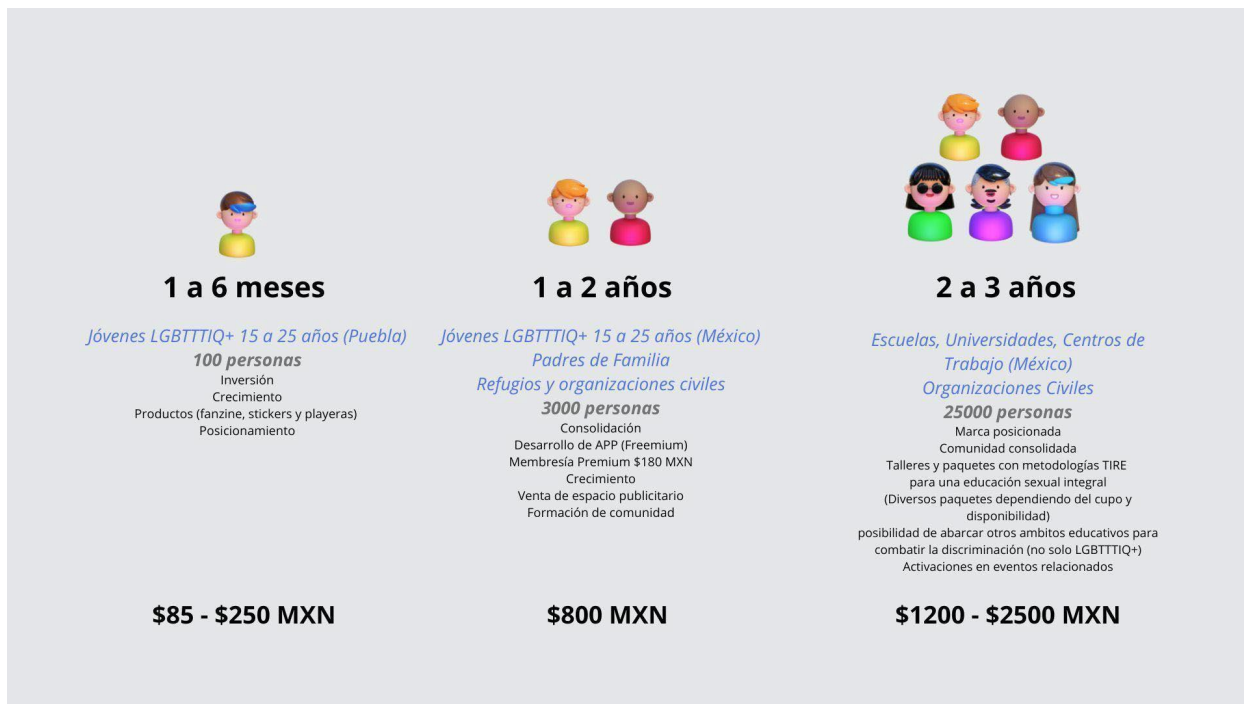 1 a 6 meses
Jóvenes LGBTTTIQ+ 15 a 25 años (Puebla)
100 personas
Inversión
Crecimiento
Productos (fanzine, stickers y playeras)
Posicionamiento
$85 - $250 MXN
1 a 2 años
Jóvenes LGBTTTIQ+ 15 a 25 años (México)
Padres de Familia
Refugios y organizaciones civiles
3000 personas
Consolidación
Desarrollo de APP (Freemium)
Membresía Premium $180 MXN
Crecimiento
Venta de espacio publicitario
Formación de comunidad
$800 MXN
2 a 3 años
Escuelas, Universidades, Centros de
Trabajo (México)
Organizaciones Civiles
25000 personas
Marca posicionada
Comunidad consolidada
Talleres y paquetes con metodologías TIRE
para una educación sexual integral
(Diversos paquetes dependiendo del cupo y
disponibilidad)
posibilidad de abarcar otros ambitos educativos para
combatir la discriminación (no solo LGBTTTIQ+)
Activaciones en eventos relacionados
$1200 - $2500 MXN